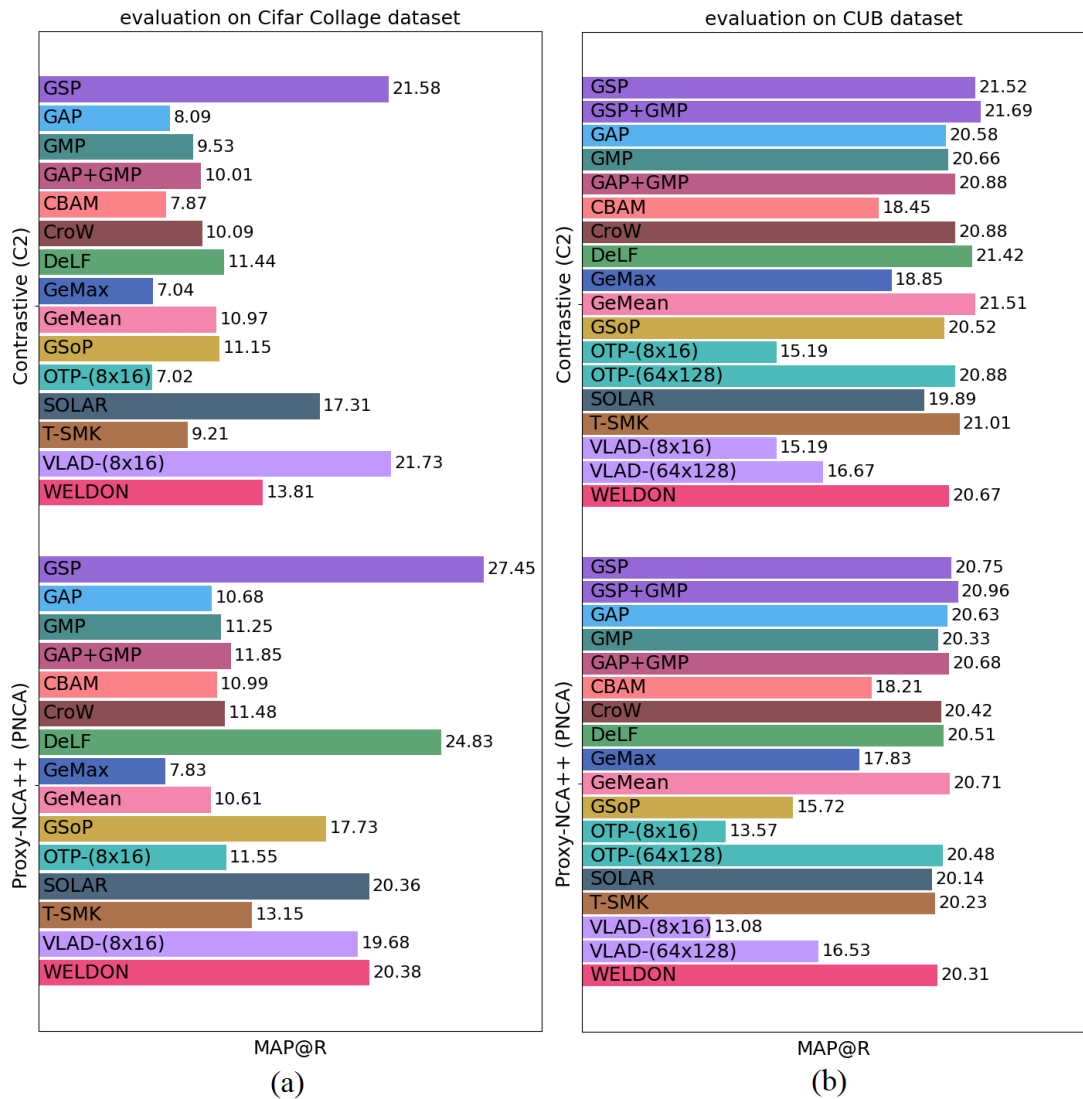 evaluation on Cifar Collage dataset
Contrastive (C2)
GSP 21.58
GAP 8.09
GMP 9.53
GAP+GMP 10.01
CBAM 7.87
CroW 10.09
DeLF 11.44
GeMax 7.04
GeMean 10.97
GSoP 11.15
OTP-(8x16) 7.02
SOLAR 17.31
T-SMK 9.21
VLAD-(8x16) 21.73
WELDON 13.81
Proxy-NCA++ (PNCA)
GSP 27.45
GAP 10.68
GMP 11.25
GAP+GMP 11.85
CBAM 10.99
CroW 11.48
DeLF 24.83
GeMax 7.83
GeMean 10.61
GSoP 17.73
OTP-(8x16) 11.55
SOLAR 20.36
T-SMK 13.15
VLAD-(8x16) 19.68
WELDON 20.38
MAP@R
(a)
evaluation on CUB dataset
Contrastive (C2)
GSP 21.52
GSP+GMP 21.69
GAP 20.58
GMP 20.66
GAP+GMP 20.88
CBAM 18.45
CroW 20.88
DeLF 21.42
GeMax 18.85
GeMean 21.51
GSoP 20.52
OTP-(8x16) 15.19
OTP-(64x128) 20.88
SOLAR 19.89
T-SMK 21.01
VLAD-(8x16) 15.19
VLAD-(64x128) 16.67
WELDON 20.67
Proxy-NCA++ (PNCA)
GSP 20.75
GSP+GMP 20.96
GAP 20.63
GMP 20.33
GAP+GMP 20.68
CBAM 18.21
CroW 20.42
DeLF 20.51
GeMax 17.83
GeMean 20.71
GSoP 15.72
OTP-(8x16) 13.57
OTP-(64x128) 20.48
SOLAR 20.14
T-SMK 20.23
VLAD-(8x16) 13.08
VLAD-(64x128) 16.53
WELDON 20.31
MAP@R
(b)